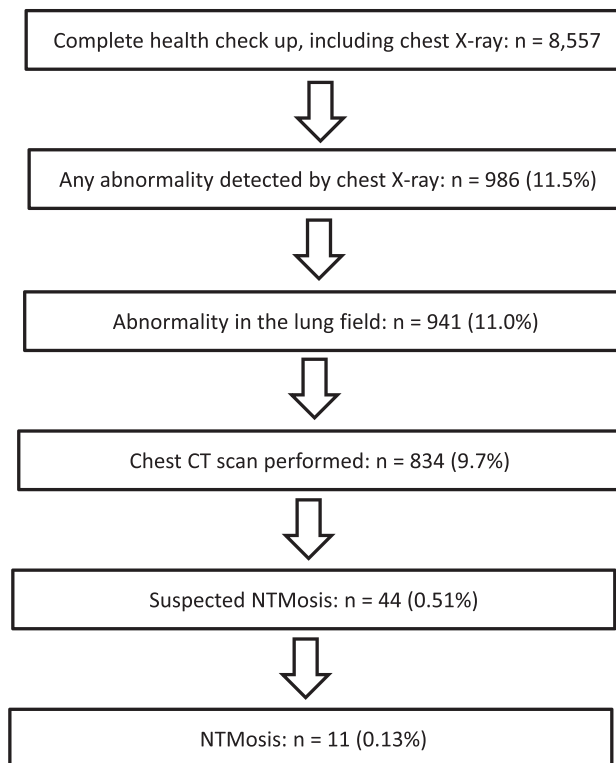 Complete health check up, including chest X-ray: n = 8,557
Any abnormality detected by chest X-ray: n = 986 (11.5%)
Abnormality in the lung field: n = 941 (11.0%)
Chest CT scan performed: n = 834 (9.7%)
Suspected NTMosis: n = 44 (0.51%)
NTMosis: n = 11 (0.13%)